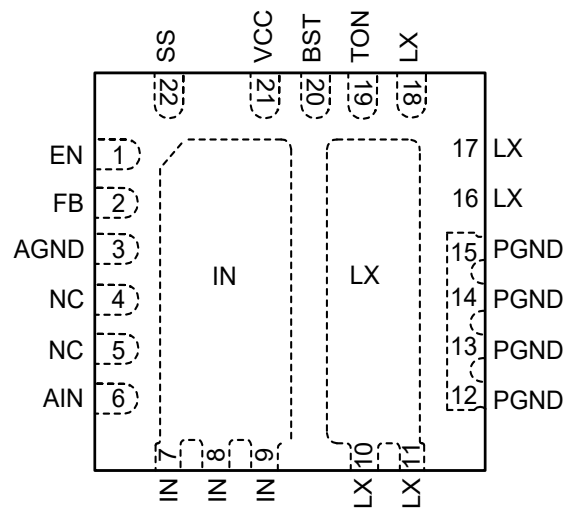 SS VCC BST TON LX
22 21 20 19 18
EN 1
FB 2
AGND 3
NC 4
NC 5
AIN 6
IN
LX
17 LX
16 LX
15 PGND
14 PGND
13 PGND
12 PGND
7 8 9 10 11
IN IN IN LX LX